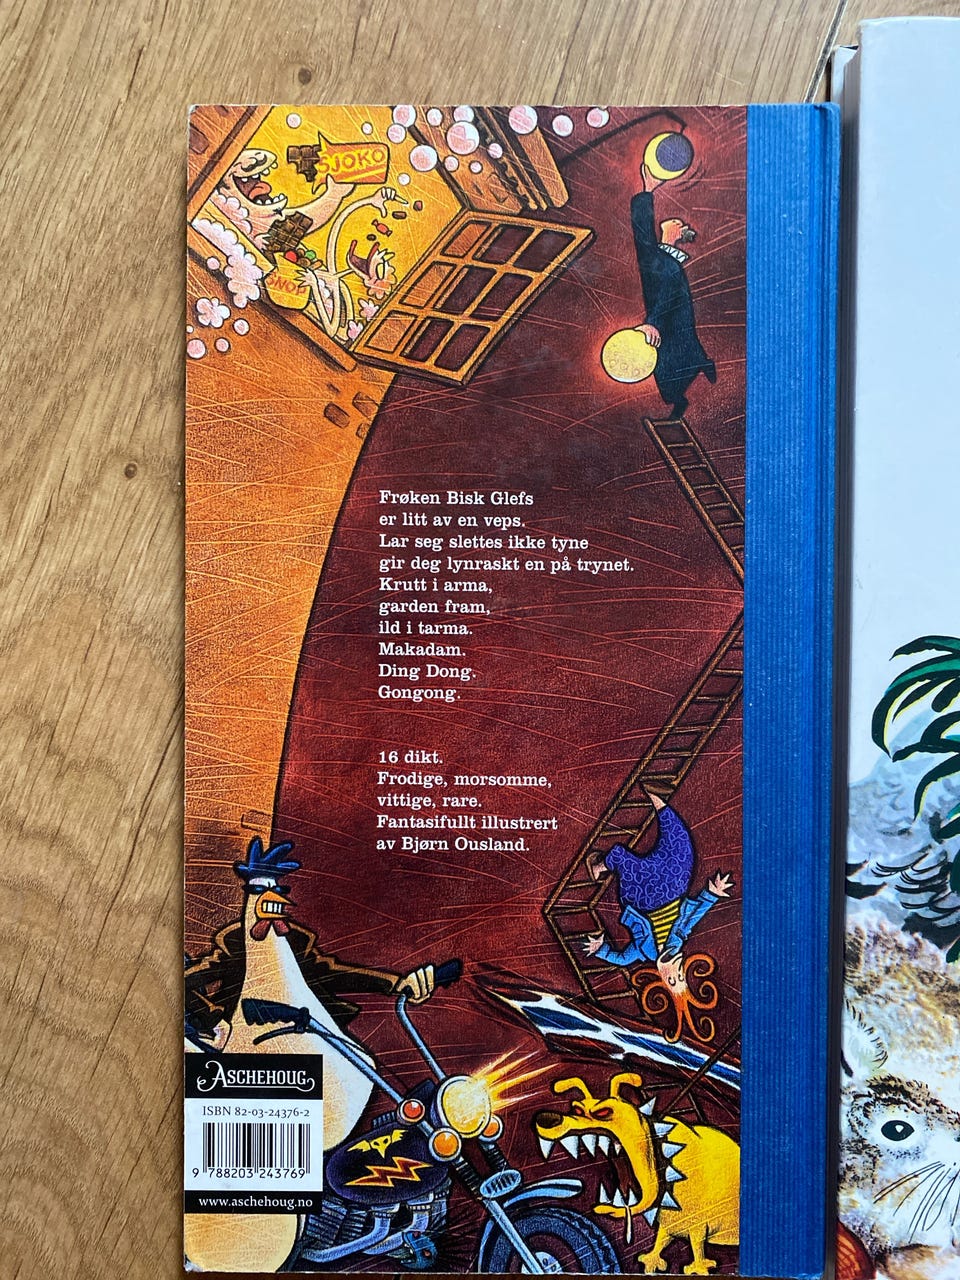 SJOKO
SNOP
Frøken Bisk Glefs
er litt av en veps.
Lar seg slettes ikke tyne
gir deg lynraskt en på trynet.
Krutt i arma,
garden fram,
ild i tarma.
Makadam.
Ding Dong.
Gongong.
16 dikt.
Frodige, morsomme,
vittige, rare.
Fantasifullt illustrert
av Bjørn Ousland.
ASCHEHOUG
ISBN 82-03-24376-2
9 788203 243769
www.aschehoug.no